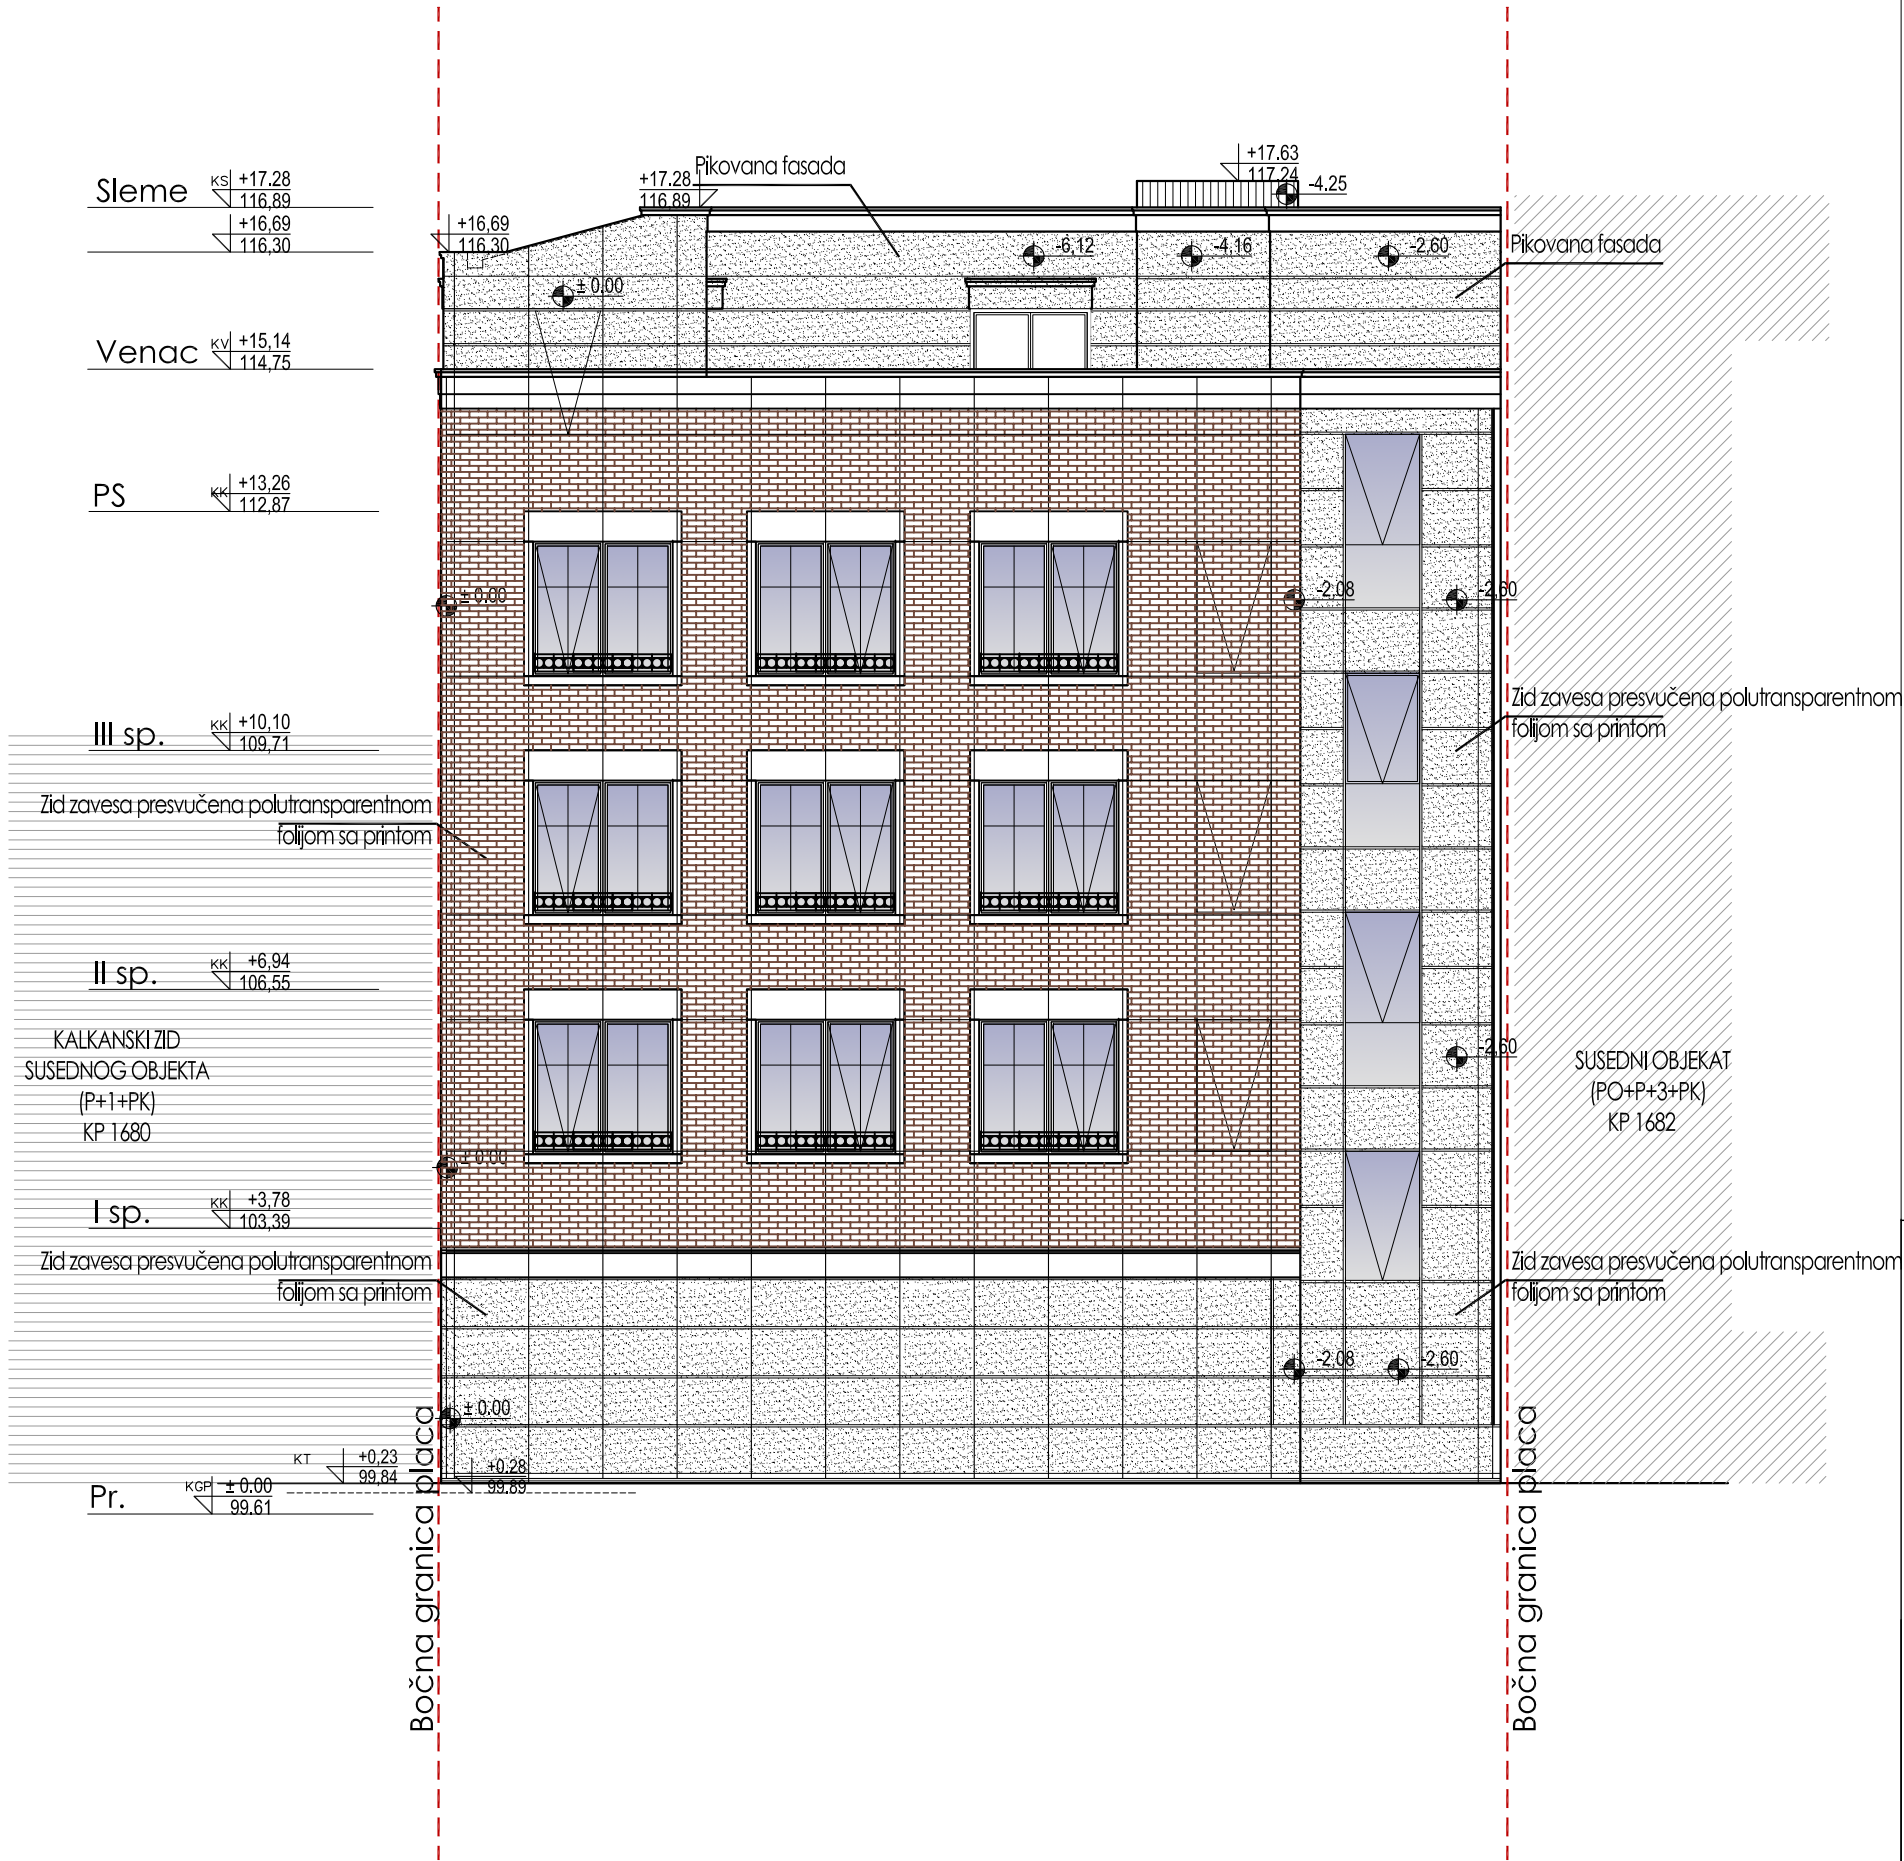 Pikovana fasada
+17.63
117,24
-4.25
Sleme
KS
+17.28
116,89
+17.28
116,89
+16,69
116,30
+16,69
116,30
-6,12
-4,16
-2,60
Pikovana fasada
± 0.00
Venac
KV
+15,14
114,75
PS
KK
+13,26
112,87
± 0.00
-2,08
-2,60
Zid zavesa presvučena polutransparentnom
folijom sa printom
III sp.
KK
+10,10
109,71
Zid zavesa presvučena polutransparentnom
folijom sa printom
II sp.
KK
+6,94
106,55
KALKANSKI ZID
SUSEDNOG OBJEKTA
(P+1+PK)
KP 1680
-2,60
SUSEDNI OBJEKAT
(PO+P+3+PK)
KP 1682
± 0.00
I sp.
KK
+3,78
103,39
Zid zavesa presvučena polutransparentnom
folijom sa printom
Zid zavesa presvučena polutransparentnom
folijom sa printom
-2,08
-2,60
± 0.00
KT
+0,23
99,84
+0.28
99.89
Pr.
KGP
± 0.00
99.61
Bočna granica placa
Bočna granica placa